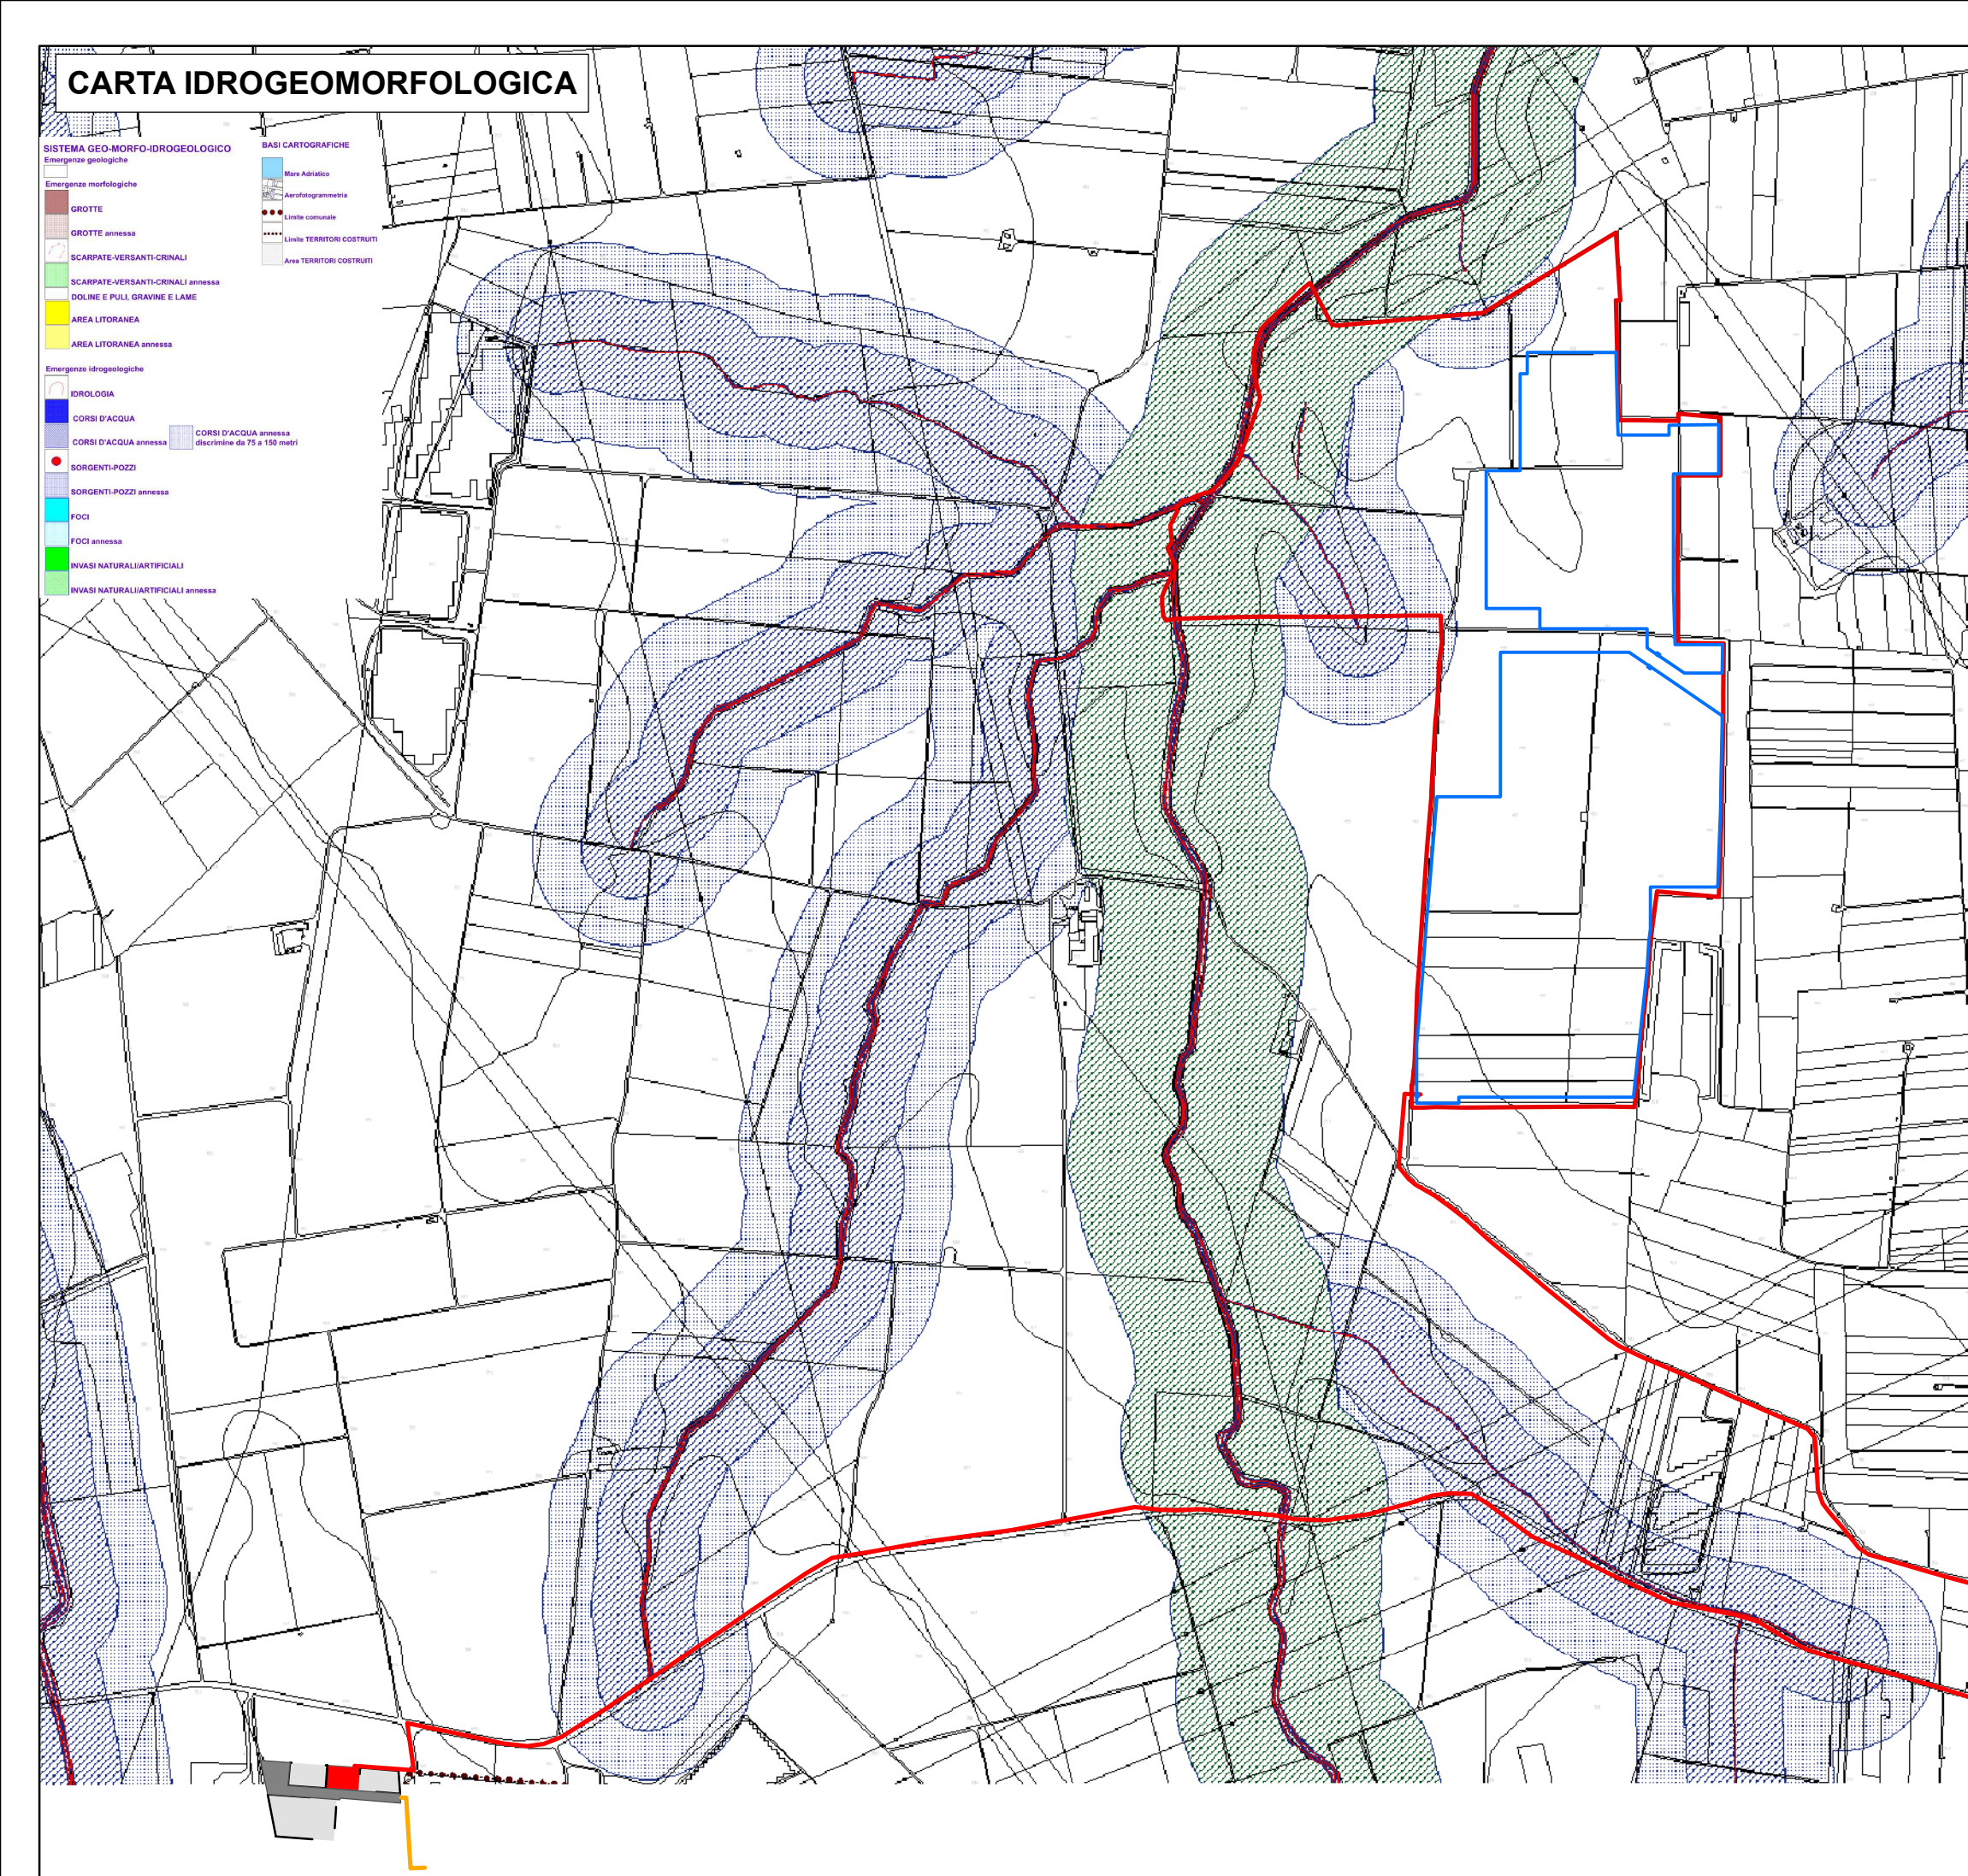 CARTA IDROGEOMORFOLOGICA
SISTEMA GEO-MORFO-IDROGEOLOGICO
Emergenze geologiche
Emergenze morfologiche
GROTTE
GROTTE annessa
SCARPATE-VERSANTI-CRINALI
SCARPATE-VERSANTI-CRINALI annessa
DOLINE E PULI, GRAVINE E LAME
AREA LITORANEA
AREA LITORANEA annessa
Emergenze idrogeologiche
IDROLOGIA
CORSI D'ACQUA
CORSI D'ACQUA annessa
CORSI D'ACQUA annessa
discrimine da 75 a 150 metri
SORGENTI-POZZI
SORGENTI-POZZI annessa
FOCI
FOCI annessa
INVASI NATURALI/ARTIFICIALI
INVASI NATURALI/ARTIFICIALI annessa
BASI CARTOGRAFICHE
Mare Adriatico
Aerofotogrammetria
Limite comunale
Limite TERRITORI COSTRUITI
Area TERRITORI COSTRUITI